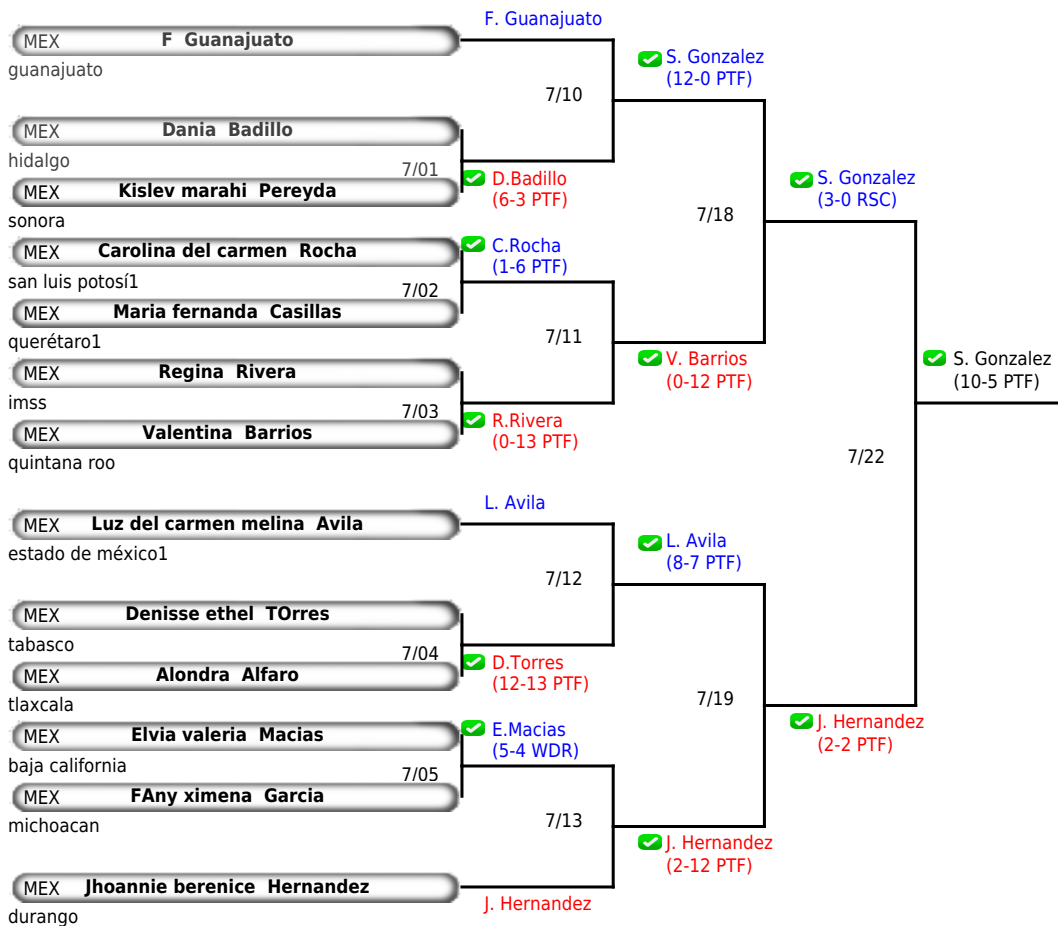 F. Guanajuato
MEX F Guanajuato
guanajuato
S. Gonzalez
(12-0 PTF)
7/10
MEX Dania Badillo
hidalgo
7/01
D.Badillo
(6-3 PTF)
MEX Kislev marahi Pereyda
sonora
S. Gonzalez
(3-0 RSC)
7/18
MEX Carolina del carmen Rocha
san luis potosí1
C.Rocha
(1-6 PTF)
7/02
MEX Maria fernanda Casillas
querétaro1
7/11
V. Barrios
(0-12 PTF)
MEX Regina Rivera
imss
7/03
R.Rivera
(0-13 PTF)
MEX Valentina Barrios
quintana roo
S. Gonzalez
(10-5 PTF)
7/22
L. Avila
MEX Luz del carmen melina Avila
estado de méxico1
L. Avila
(8-7 PTF)
7/12
MEX Denisse ethel TOrres
tabasco
7/04
D.Torres
(12-13 PTF)
MEX Alondra Alfaro
tlaxcala
7/19
J. Hernandez
(2-2 PTF)
MEX Elvia valeria Macias
baja california
E.Macias
(5-4 WDR)
7/05
MEX FAny ximena Garcia
michoacan
7/13
J. Hernandez
(2-12 PTF)
MEX Jhoannie berenice Hernandez
durango
J. Hernandez